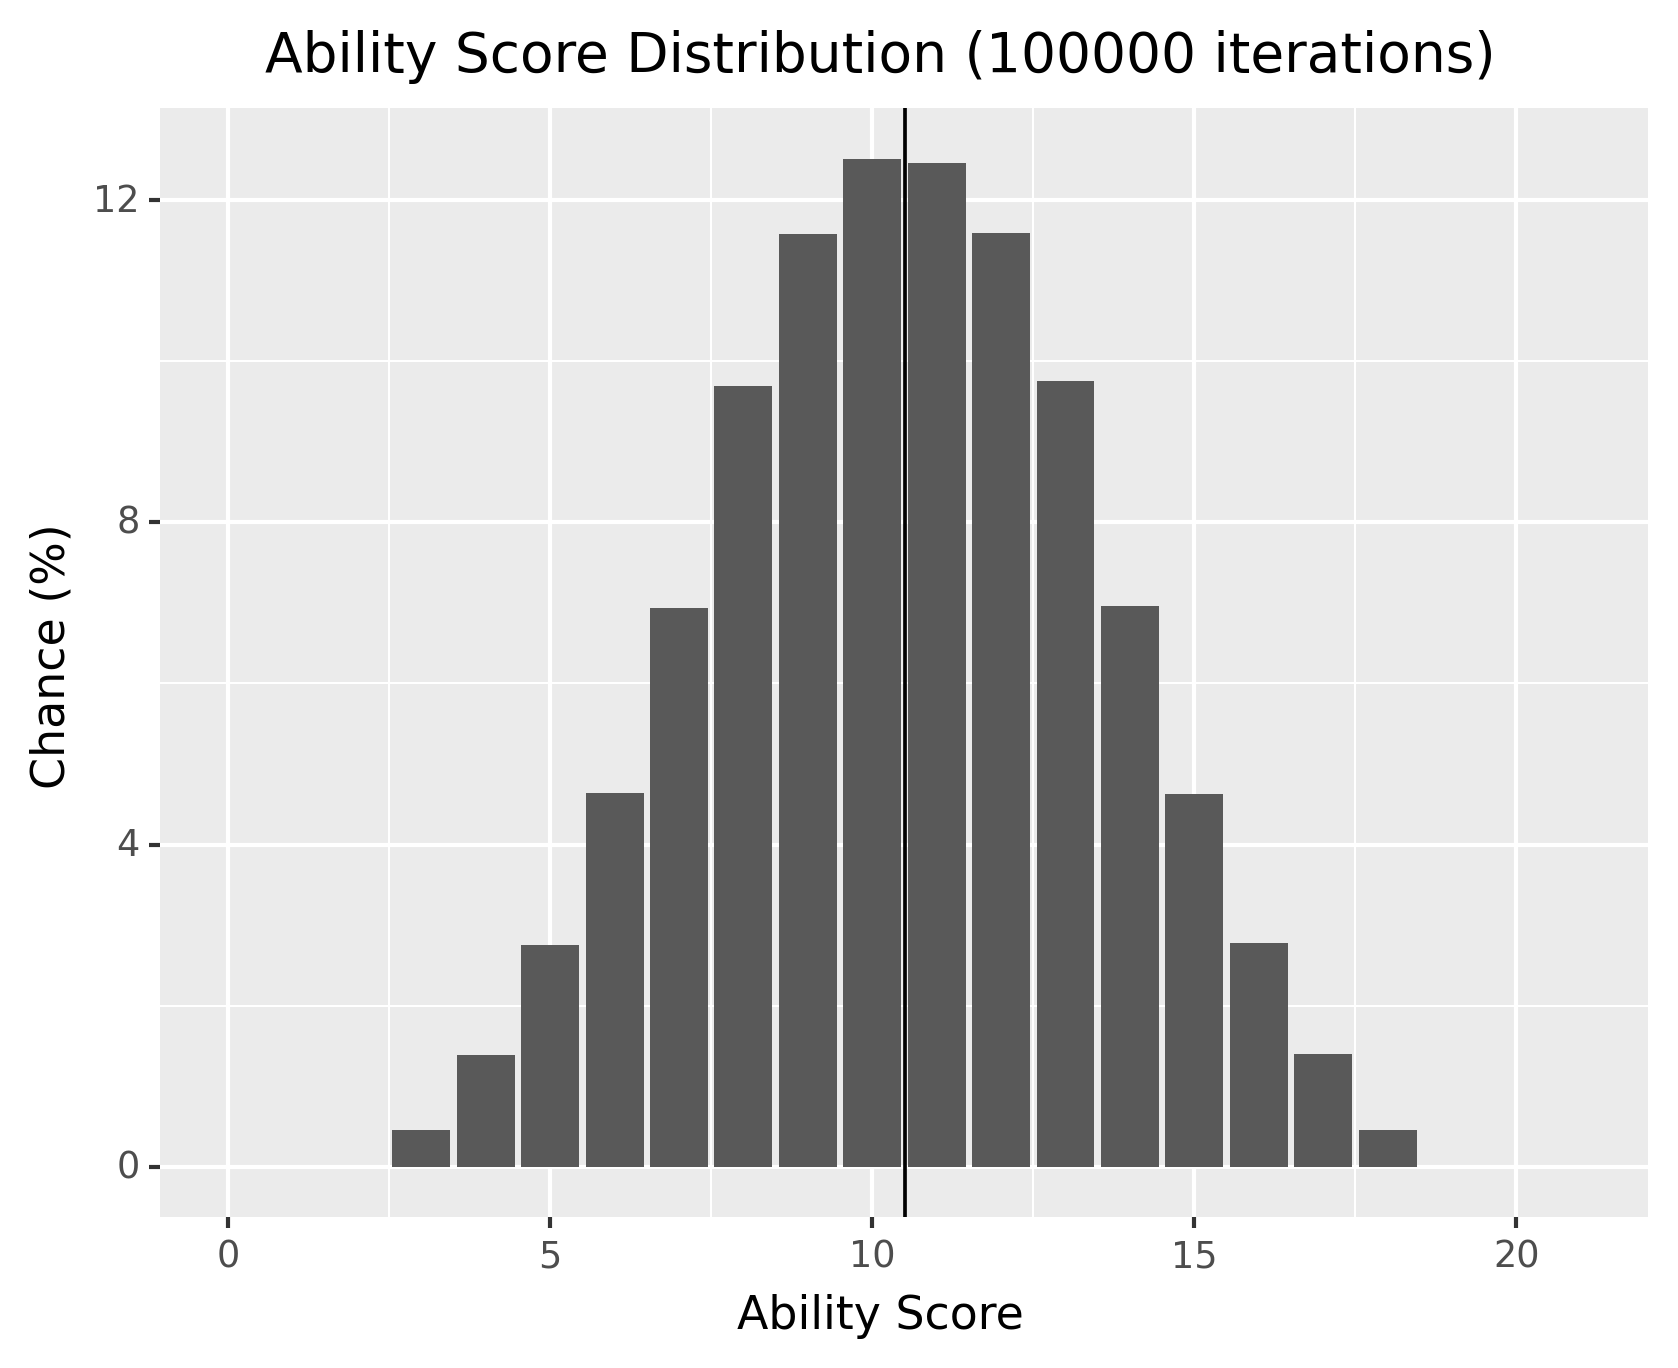 Ability Score Distribution (100000 iterations)
Chance (%)
12
8
4
0
0 5 10 15 20
Ability Score